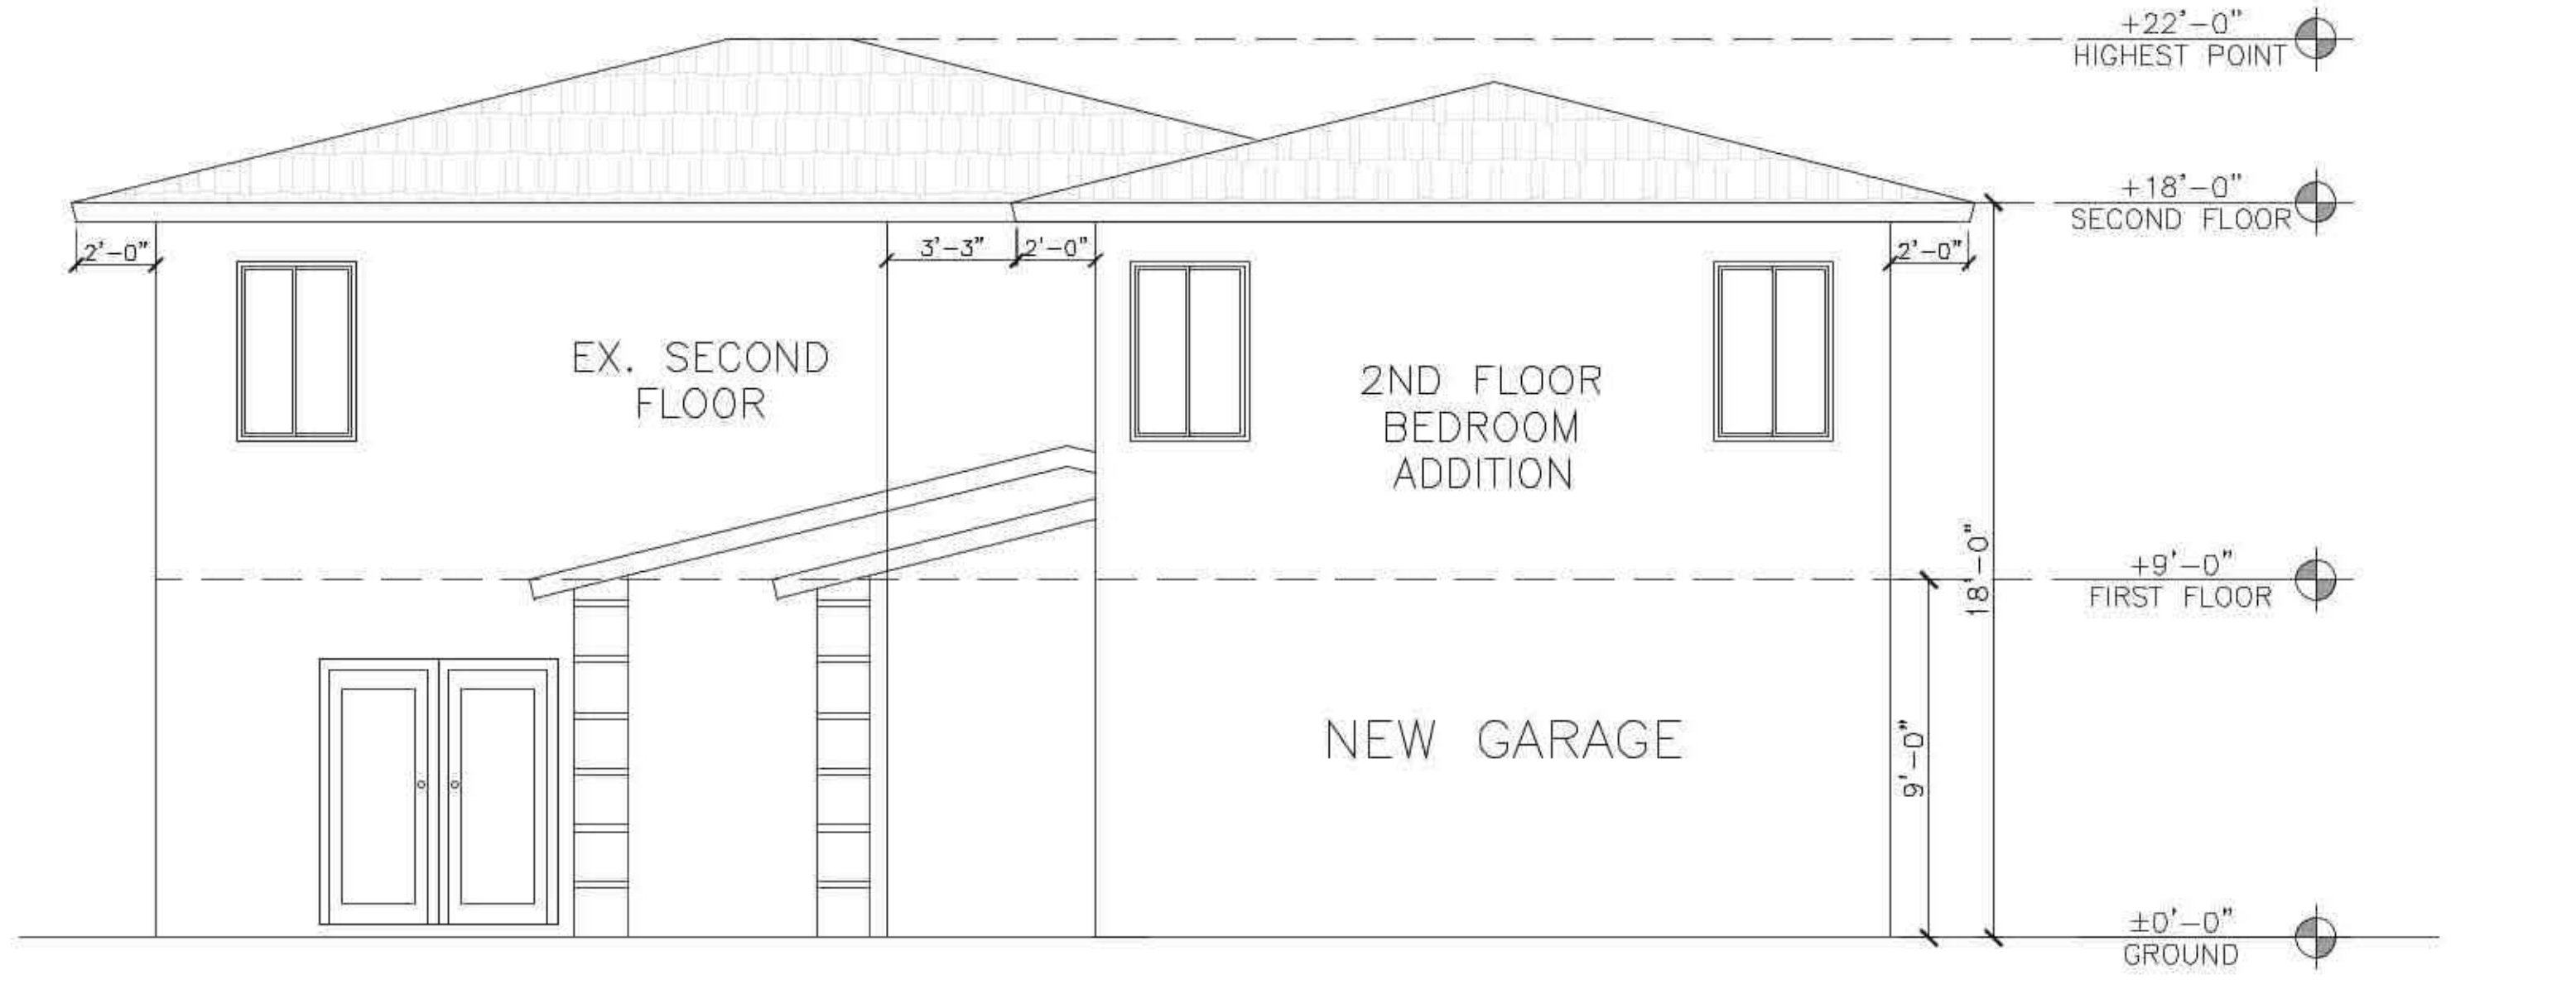 +22'-0"
HIGHEST POINT
+18'-0"
SECOND FLOOR
2'-0"
3'-3"
2'-0"
2'-0"
EX. SECOND
FLOOR
2ND FLOOR
BEDROOM
ADDITION
18'-0"
+9'-0"
FIRST FLOOR
NEW GARAGE
9'-0"
±0'-0"
GROUND